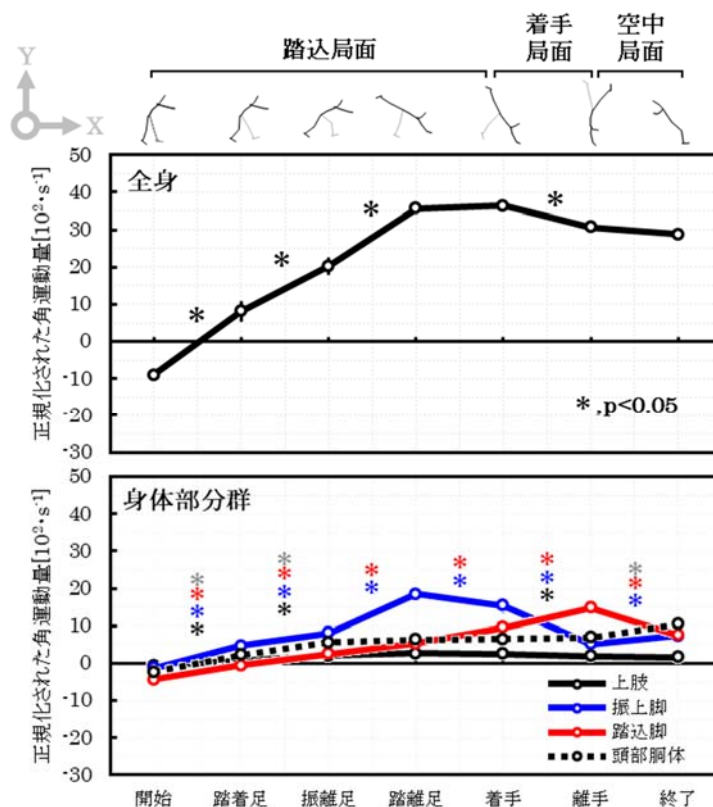 踏込局面
着手
局面
空中
局面
Y
X
正規化された角運動量[10²・s⁻¹]
50
40
30
20
10
0
-10
-20
-30
全身
*
*
*
*
* ,p<0.05
正規化された角運動量[10²・s⁻¹]
50
40
30
20
10
0
-10
-20
-30
身体部分群
* * * * * *
* * * * * *
* * * * * *
* *
上肢
振上脚
踏込脚
頭部胴体
開始 踏着足 振離足 踏離足 着手 離手 終了